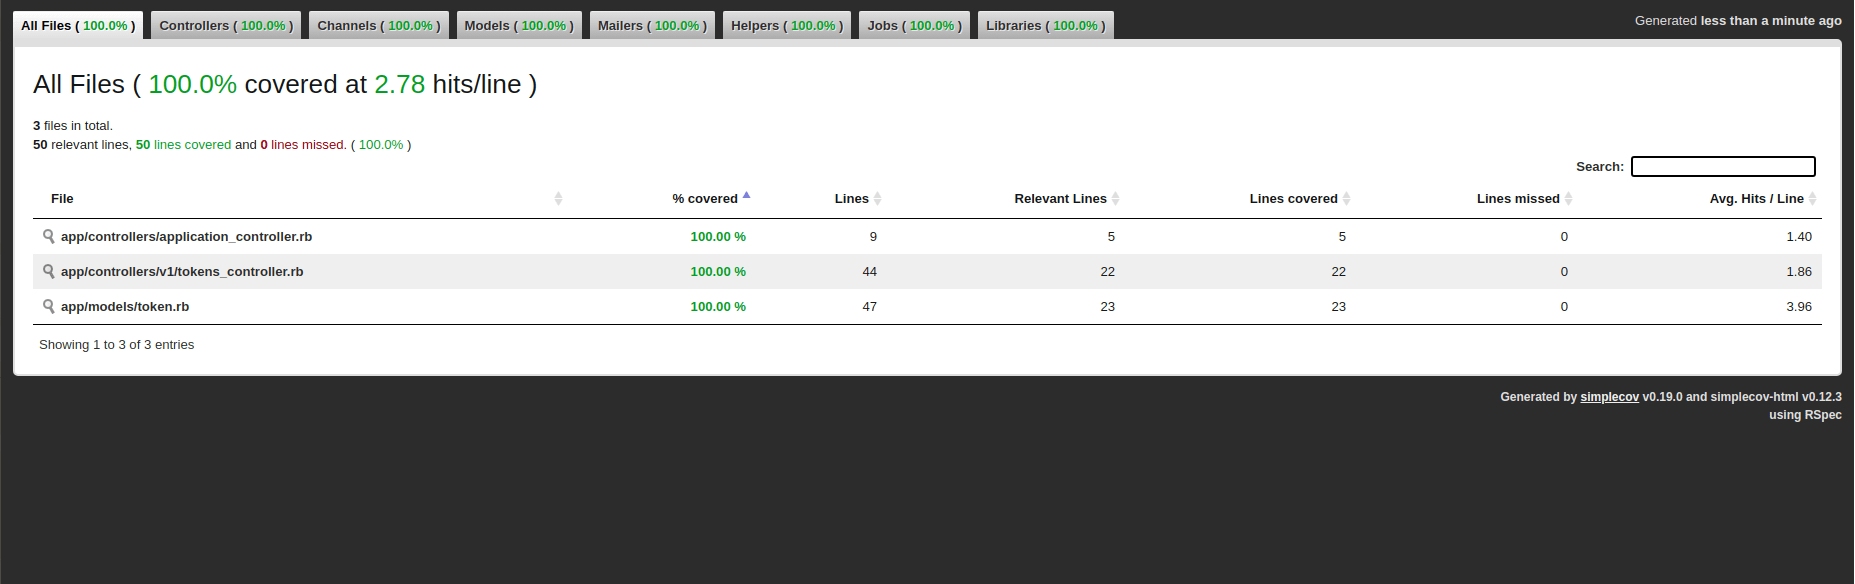 All Files ( 100.0% ) Controllers ( 100.0% ) Channels ( 100.0% ) Models ( 100.0% ) Mailers ( 100.0% ) Helpers ( 100.0% ) Jobs ( 100.0% ) Libraries ( 100.0% ) Generated less than a minute ago
All Files ( 100.0% covered at 2.78 hits/line )
3 files in total.
50 relevant lines, 50 lines covered and 0 lines missed. ( 100.0% )
Search:
File % covered Lines Relevant Lines Lines covered Lines missed Avg. Hits / Line
app/controllers/application_controller.rb 100.00 % 9 5 5 0 1.40
app/controllers/v1/tokens_controller.rb 100.00 % 44 22 22 0 1.86
app/models/token.rb 100.00 % 47 23 23 0 3.96
Showing 1 to 3 of 3 entries
Generated by simplecov v0.19.0 and simplecov-html v0.12.3
using RSpec